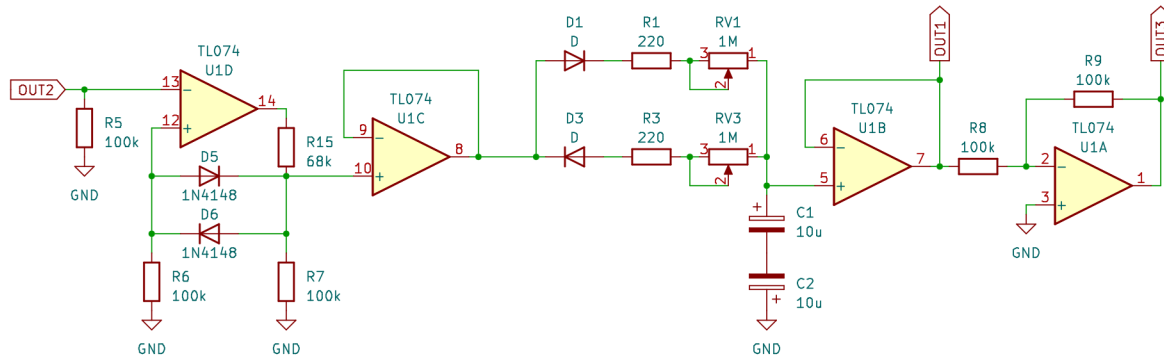 OUT2
R5
100k
GND
TL074
U1D
13
12
14
−
+
R15
68k
D5
1N4148
D6
1N4148
R6
100k
GND
R7
100k
GND
TL074
U1C
9
10
8
−
+
D1
D
R1
220
RV1
1M
3
1
2
D3
D
R3
220
RV3
1M
3
1
2
+
C1
10u
C2
10u
+
GND
TL074
U1B
6
5
7
−
+
OUT1
R8
100k
R9
100k
TL074
U1A
2
3
1
−
+
GND
OUT3